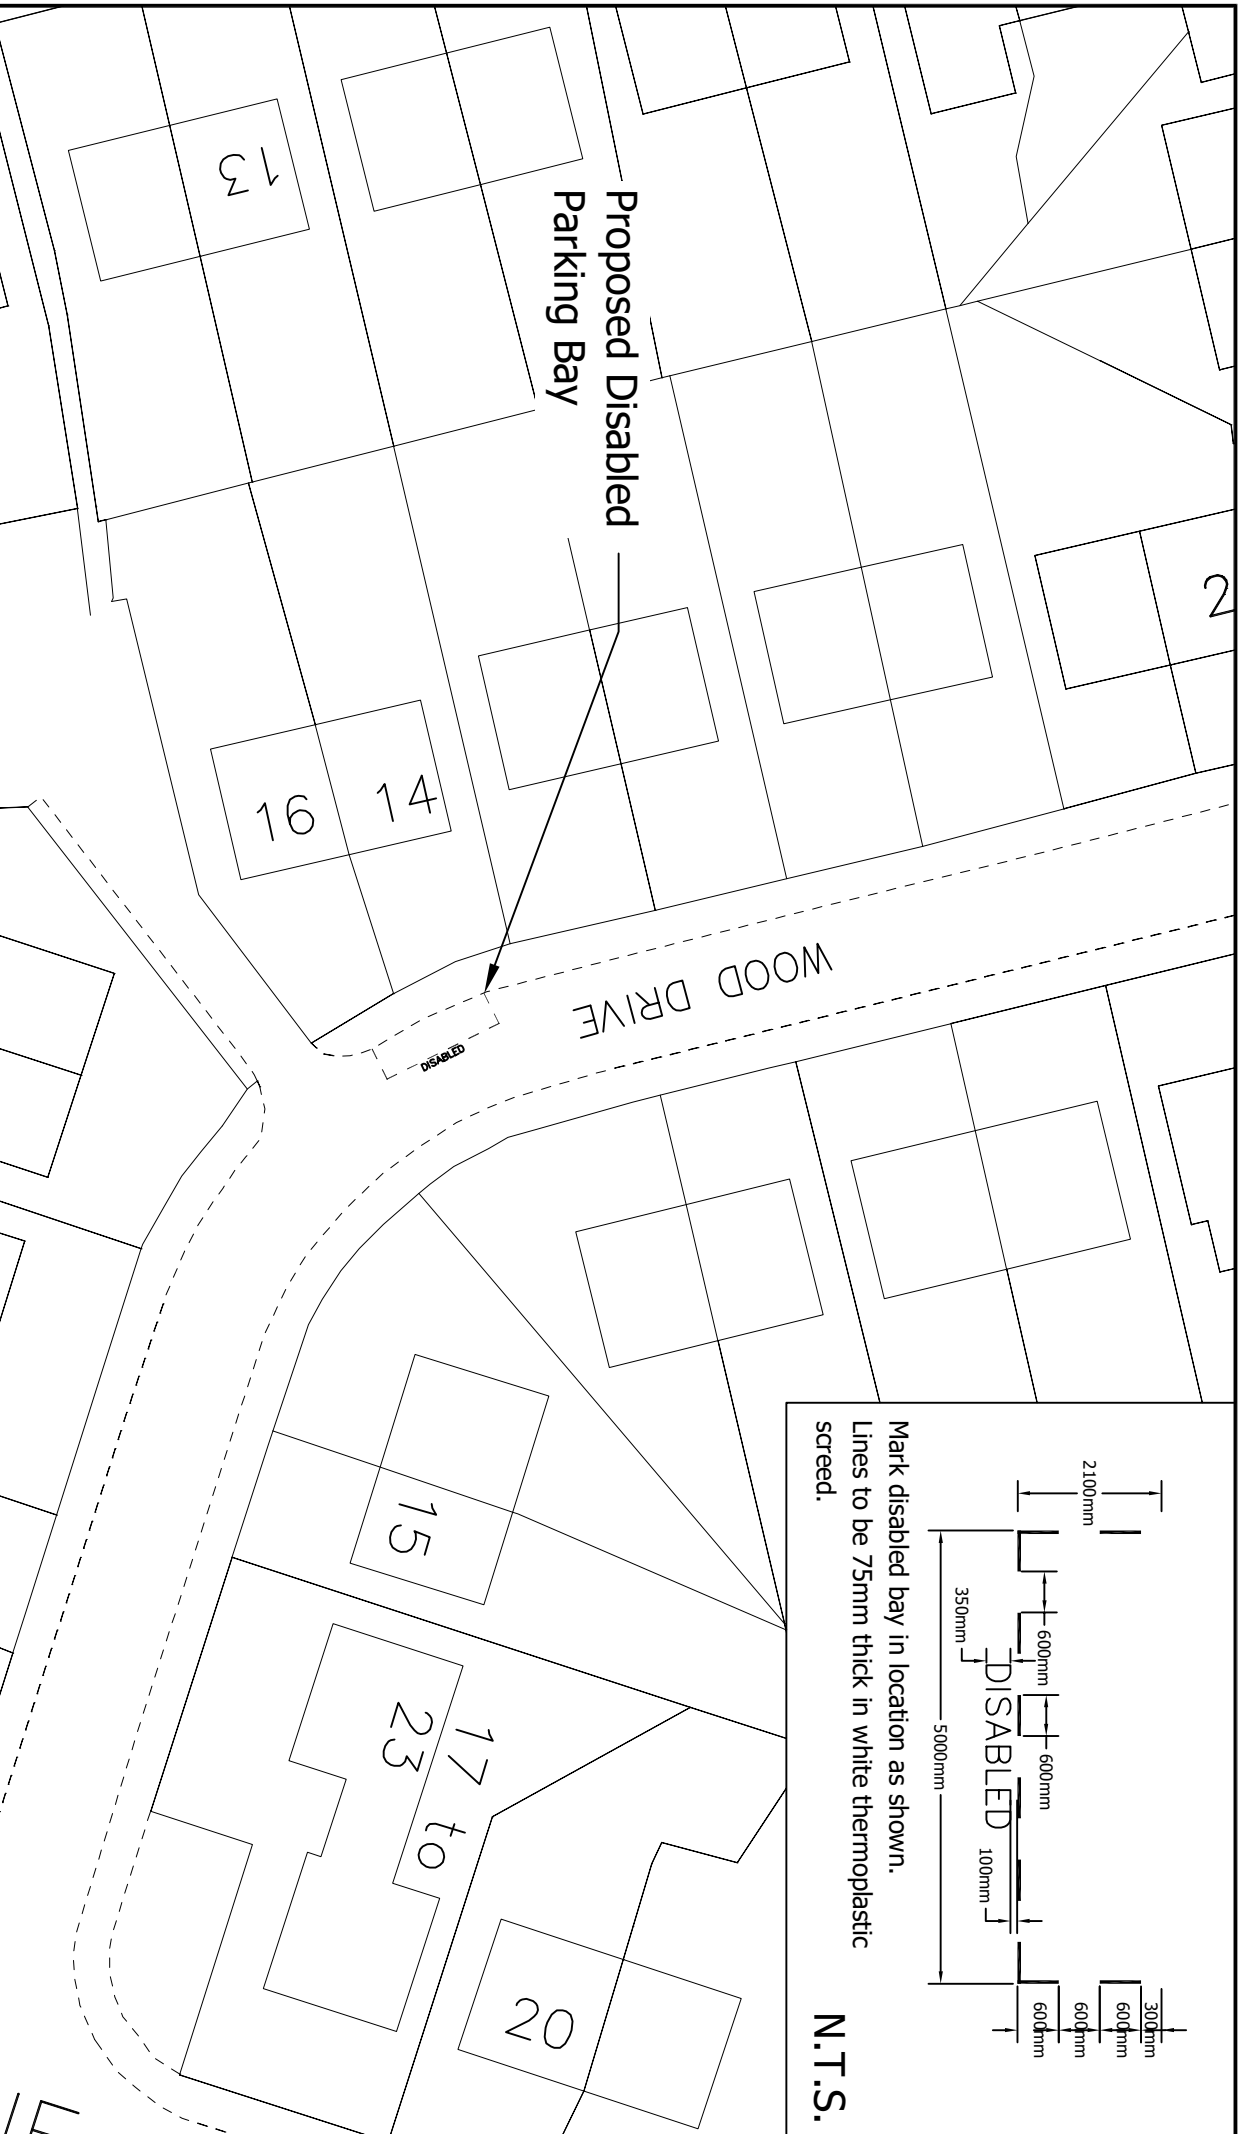 Proposed Disabled
Parking Bay
13
16
14
2
WOOD DRIVE
DISABLED
15
17 to
23
20
2100mm
600mm
350mm
DISABLED
600mm
5000mm
100mm
300mm
600mm
600mm
600mm
Mark disabled bay in location as shown.
Lines to be 75mm thick in white thermoplastic
screed.
N.T.S.